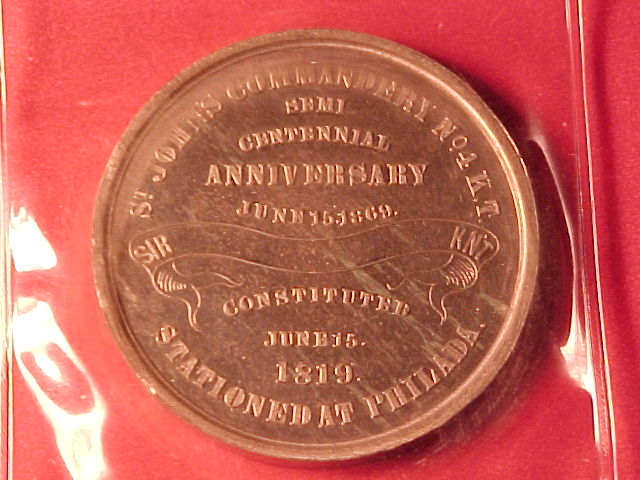 ST JOHN'S COMMANDERY NO. 4 K.T
SEMI
CENTENNIAL
ANNIVERSARY
JUNE 15, 1869.
SIR KNT
CONSTITUTED
JUNE 15.
1819.
STATIONED AT PHILADA.